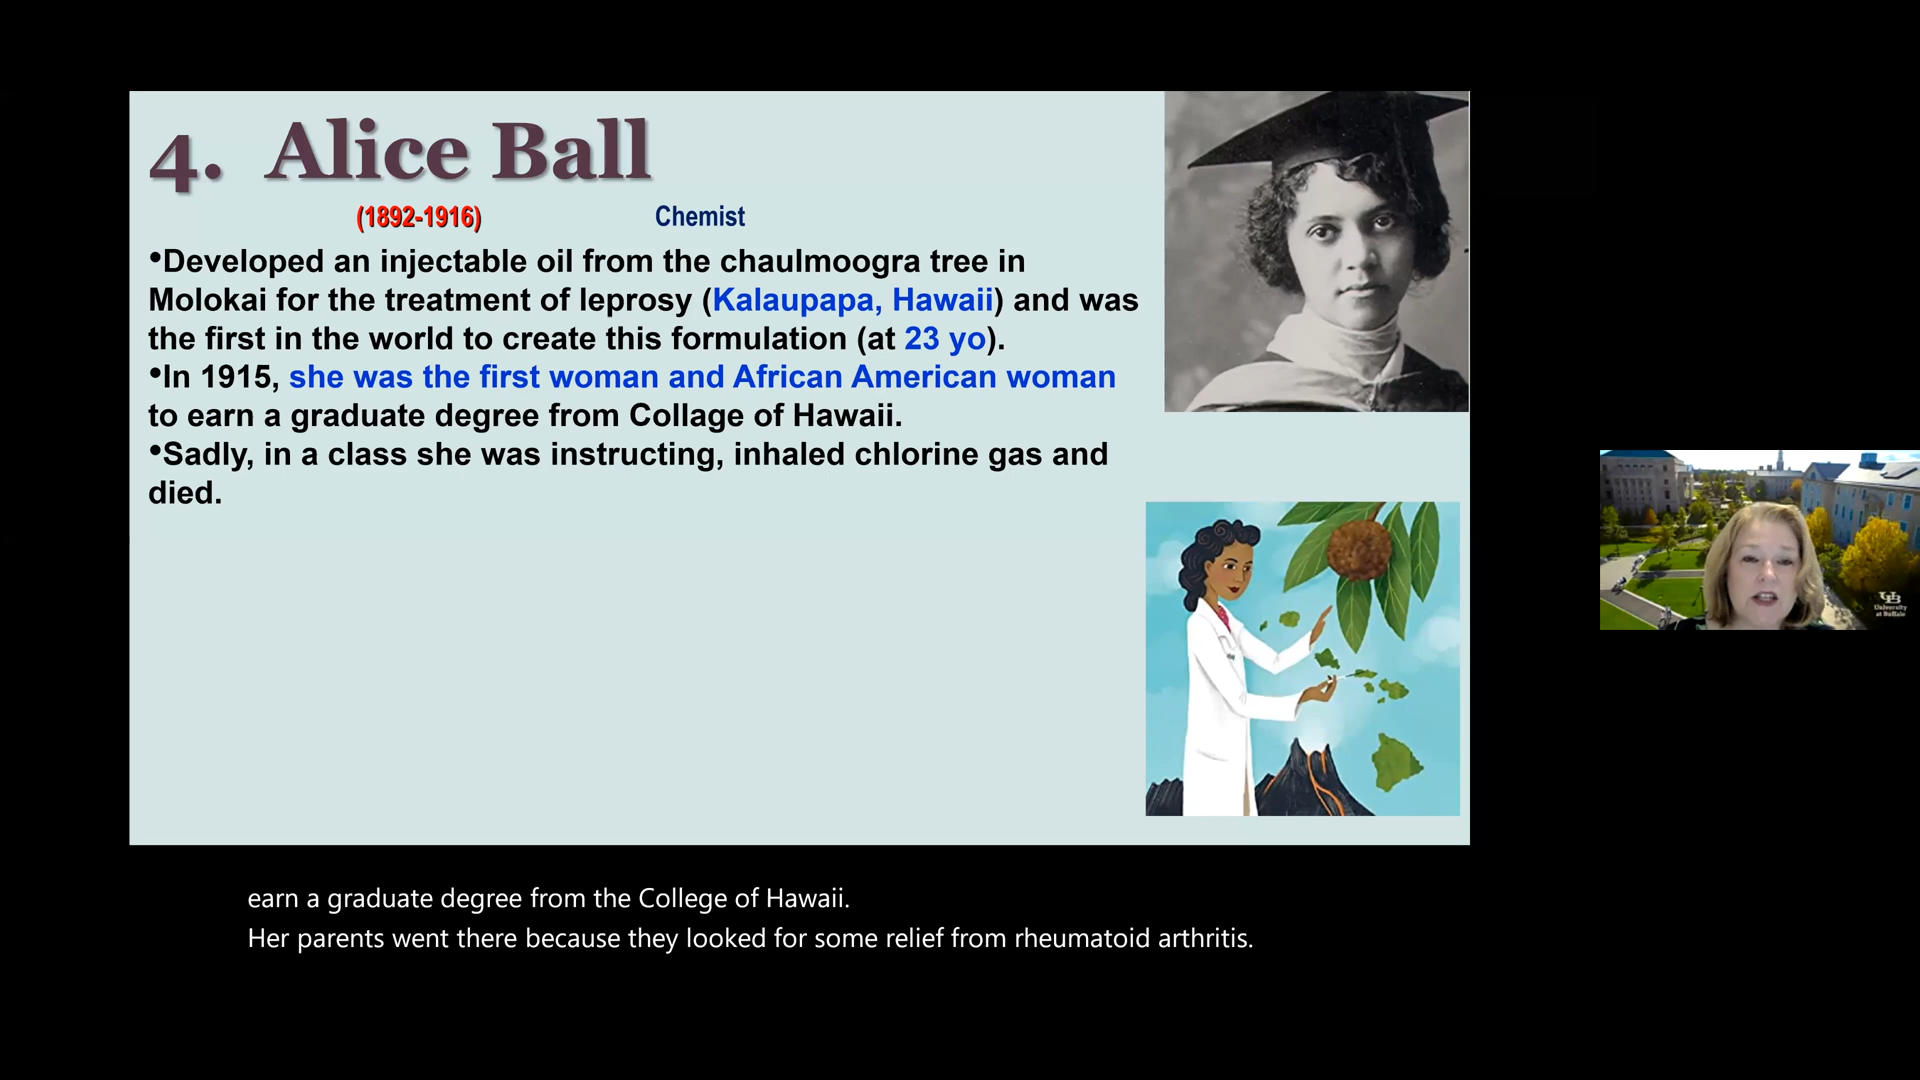 4. Alice Ball
(1892-1916) Chemist
•Developed an injectable oil from the chaulmoogra tree in
Molokai for the treatment of leprosy (Kalaupapa, Hawaii) and was
the first in the world to create this formulation (at 23 yo).
•In 1915, she was the first woman and African American woman
to earn a graduate degree from Collage of Hawaii.
•Sadly, in a class she was instructing, inhaled chlorine gas and
died.
UB
University
at Buffalo
earn a graduate degree from the College of Hawaii.
Her parents went there because they looked for some relief from rheumatoid arthritis.